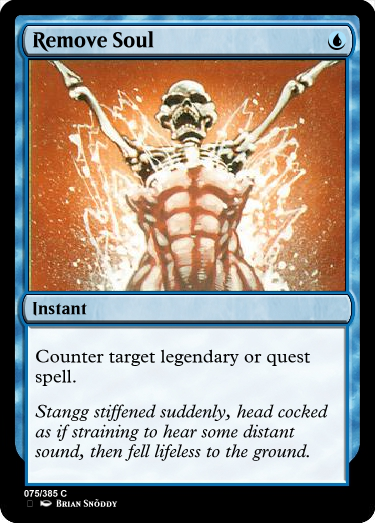 Remove Soul
Instant
Counter target legendary or quest
spell.
Stangg stiffened suddenly, head cocked
as if straining to hear some distant
sound, then fell lifeless to the ground.
075/385 C
Brian Snöddy